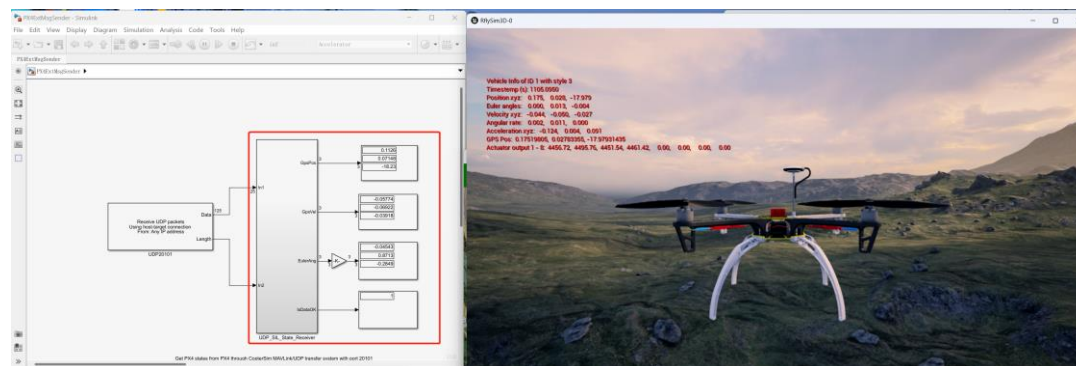 PX4ExtMsgSender - Simulink
File Edit View Display Diagram Simulation Analysis Code Tools Help
Accelerator
PX4ExtMsgSender
PX4ExtMsgSender
Receive UDP packets
Using host-target connection
From: Any IP address
Data
Length
UDP20101
In1
In2
GpsPos
GpsVel
EulerAng
IsDataOK
UDP_SIL_State_Receiver
0.1126
0.07148
-18.23
-0.05774
-0.06922
-0.03018
-K-
-0.04543
0.8713
-0.2848
1
Get PX4 states from PX4 through CopterSim MAVLink/UDP transfer system with port 20101
RflySim3D-0
Vehicle Info of ID 1 with style 3
Timestemp (s): 1106.0950
Position xyz: 0.175, 0.028, -17.979
Euler angles: 0.000, 0.013, -0.004
Velocity xyz: -0.044, -0.050, -0.027
Angular rate: 0.002, 0.011, 0.000
Acceleration xyz: -0.124, 0.004, 0.091
GPS Pos: 0.17519805, 0.02783355, -17.97931435
Actuator output 1 - 8: 4456.72, 4495.76, 4451.54, 4461.42, 0.00, 0.00, 0.00, 0.00